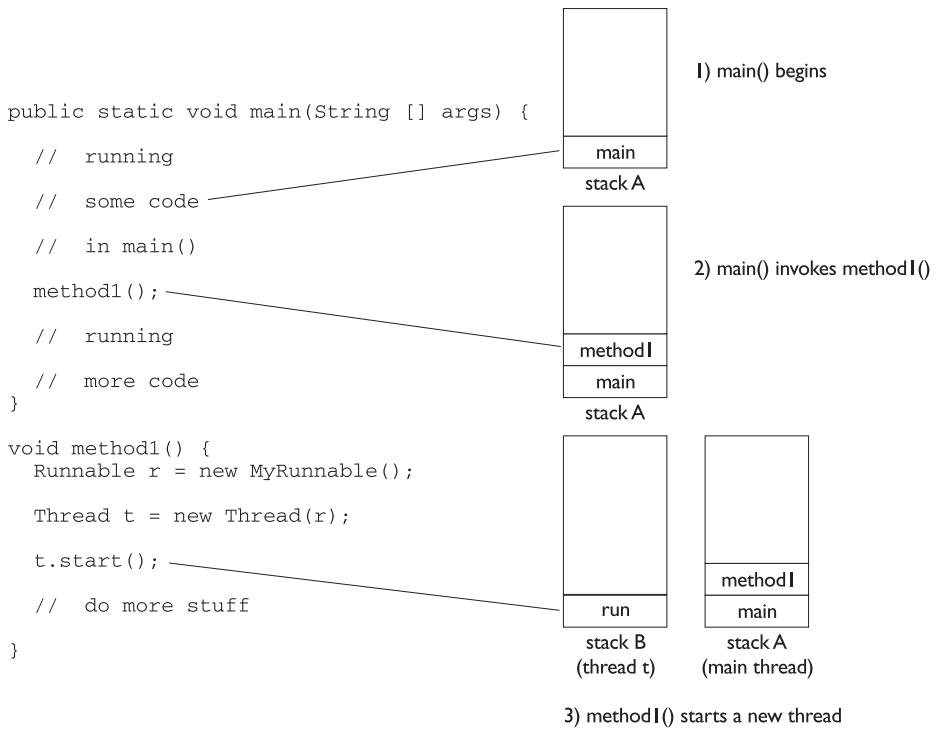 public static void main(String [] args) {
// running
// some code
// in main()
method1();
// running
// more code
}
void method1() {
Runnable r = new MyRunnable();
Thread t = new Thread(r);
t.start();
// do more stuff
}
1) main() begins
main
stack A
2) main() invokes method1()
method1
main
stack A
run
stack B
(thread t)
method1
main
stack A
(main thread)
3) method1() starts a new thread